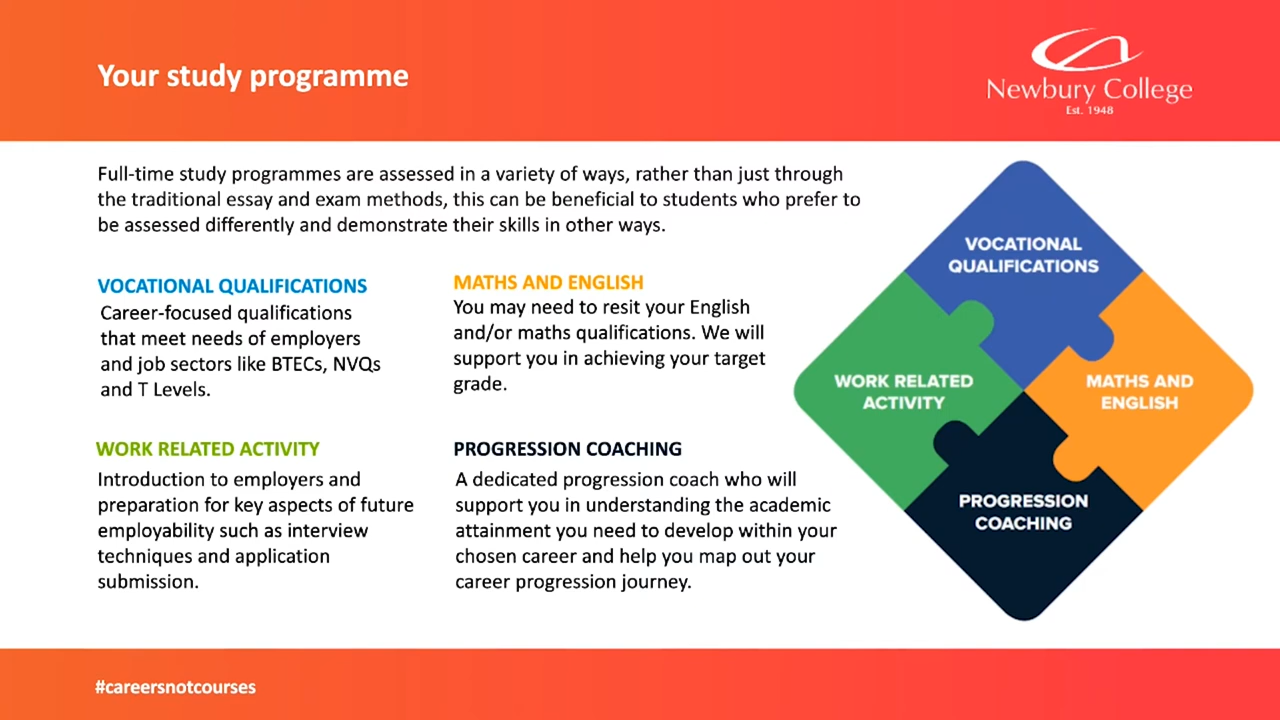 Your study programme
Newbury College
Est. 1948
Full-time study programmes are assessed in a variety of ways, rather than just through
the traditional essay and exam methods, this can be beneficial to students who prefer to
be assessed differently and demonstrate their skills in other ways.
VOCATIONAL QUALIFICATIONS
Career-focused qualifications
that meet needs of employers
and job sectors like BTECs, NVQs
and T Levels.
MATHS AND ENGLISH
You may need to resit your English
and/or maths qualifications. We will
support you in achieving your target
grade.
WORK RELATED ACTIVITY
Introduction to employers and
preparation for key aspects of future
employability such as interview
techniques and application
submission.
PROGRESSION COACHING
A dedicated progression coach who will
support you in understanding the academic
attainment you need to develop within your
chosen career and help you map out your
career progression journey.
VOCATIONAL
QUALIFICATIONS
WORK RELATED
ACTIVITY
MATHS AND
ENGLISH
PROGRESSION
COACHING
#careersnotcourses